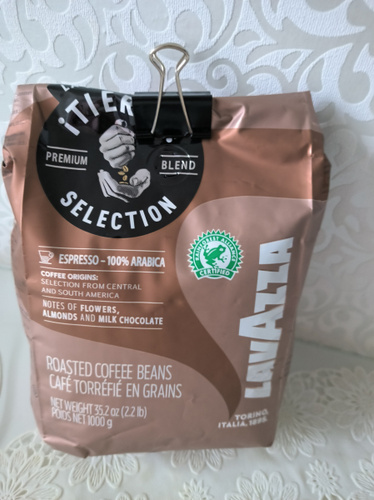 ¡TIER
PREMIUM
BLEND
SELECTION
ESPRESSO – 100% ARABICA
COFFEE ORIGINS:
SELECTION FROM CENTRAL
AND SOUTH AMERICA
NOTES OF FLOWERS,
ALMONDS AND MILK CHOCOLATE
CERTIFIED
LAVAZZA
TORINO,
ITALIA, 1895
ROASTED COFFEE BEANS
CAFÉ TORRÉFIÉ EN GRAINS
NET WEIGHT 35.2 oz (2.2 lb)
POIDS NET 1000 g